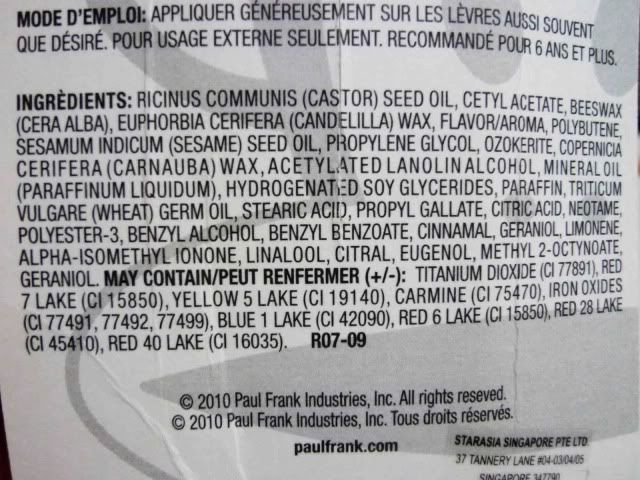 MODE D'EMPLOI: APPLIQUER GÉNÉREUSEMENT SUR LES LÈVRES AUSSI SOUVENT
QUE DÉSIRÉ. POUR USAGE EXTERNE SEULEMENT. RECOMMANDÉ POUR 6 ANS ET PLUS.
INGRÈDIENTS: RICINUS COMMUNIS (CASTOR) SEED OIL, CETYL ACETATE, BEESWAX
(CERA ALBA), EUPHORBIA CERIFERA (CANDELILLA) WAX, FLAVOR/AROMA, POLYBUTENE,
SESAMUM INDICUM (SESAME) SEED OIL, PROPYLENE GLYCOL, OZOKERITE, COPERNICIA
CERIFERA (CARNAUBA) WAX, ACETYLATED LANOLIN ALCOHOL, MINERAL OIL
(PARAFFINUM LIQUIDUM), HYDROGENATED SOY GLYCERIDES, PARAFFIN, TRITICUM
VULGARE (WHEAT) GERM OIL, STEARIC ACID, PROPYL GALLATE, CITRIC ACID, NEOTAME,
POLYESTER-3, BENZYL ALCOHOL, BENZYL BENZOATE, CINNAMAL, GERANIOL, LIMONENE,
ALPHA-ISOMETHYL IONONE, LINALOOL, CITRAL, EUGENOL, METHYL 2-OCTYNOATE,
GERANIOL. MAY CONTAIN/PEUT RENFERMER (+/-): TITANIUM DIOXIDE (CI 77891), RED
7 LAKE (CI 15850), YELLOW 5 LAKE (CI 19140), CARMINE (CI 75470), IRON OXIDES
(CI 77491, 77492, 77499), BLUE 1 LAKE (CI 42090), RED 6 LAKE (CI 15850), RED 28 LAKE
(CI 45410), RED 40 LAKE (CI 16035). R07-09
© 2010 Paul Frank Industries, Inc. All rights reseved.
© 2010 Paul Frank Industries, Inc. Tous droits réservés.
paulfrank.com
STARASIA SINGAPORE PTE LTD
37 TANNERY LANE #04-03/04/05
SINGAPORE 347790